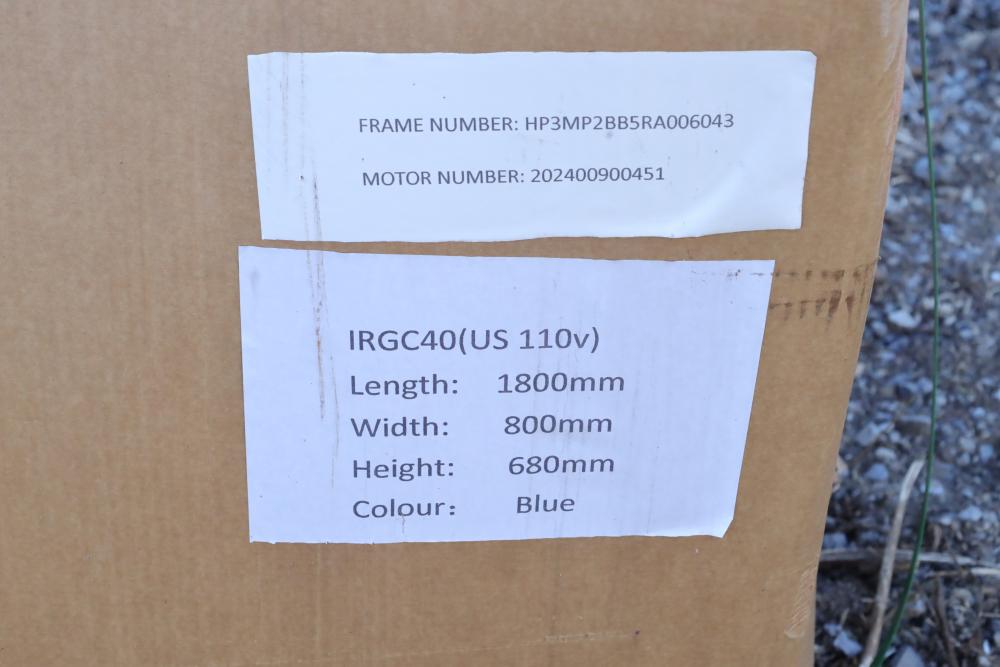 FRAME NUMBER: HP3MP2BB5RA006043
MOTOR NUMBER: 202400900451
IRGC40(US 110v)
Length: 1800mm
Width: 800mm
Height: 680mm
Colour: Blue